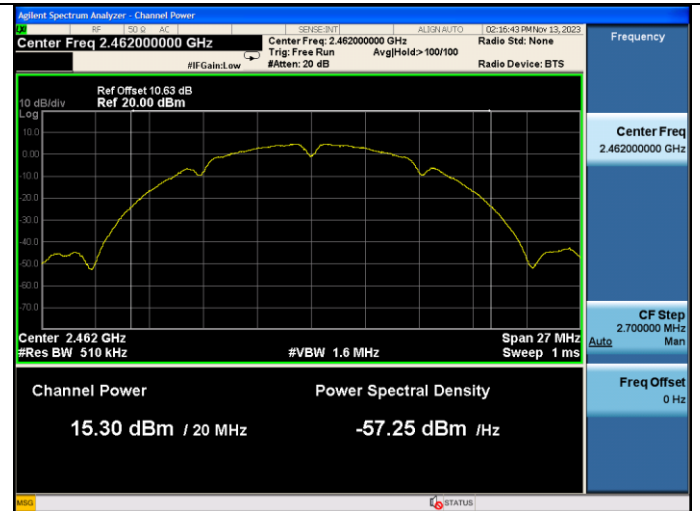 Agilent Spectrum Analyzer - Channel Power
RF 50 Ω AC SENSE:INT ALIGN AUTO 02:16:43 PM Nov 13, 2023
Center Freq 2.462000000 GHz
Center Freq: 2.462000000 GHz
Radio Std: None
Trig: Free Run
Avg|Hold:> 100/100
#IFGain:Low
#Atten: 20 dB
Radio Device: BTS
Frequency
Ref Offset 10.63 dB
10 dB/div Ref 20.00 dBm
Log
10.0
0.00
-10.0
-20.0
-30.0
-40.0
-50.0
-60.0
-70.0
Center 2.462 GHz
Span 27 MHz
#Res BW 510 kHz
#VBW 1.6 MHz
Sweep 1 ms
Channel Power
Power Spectral Density
15.30 dBm / 20 MHz
-57.25 dBm /Hz
Center Freq
2.462000000 GHz
CF Step
2.700000 MHz
Auto Man
Freq Offset
0 Hz
MSG
STATUS